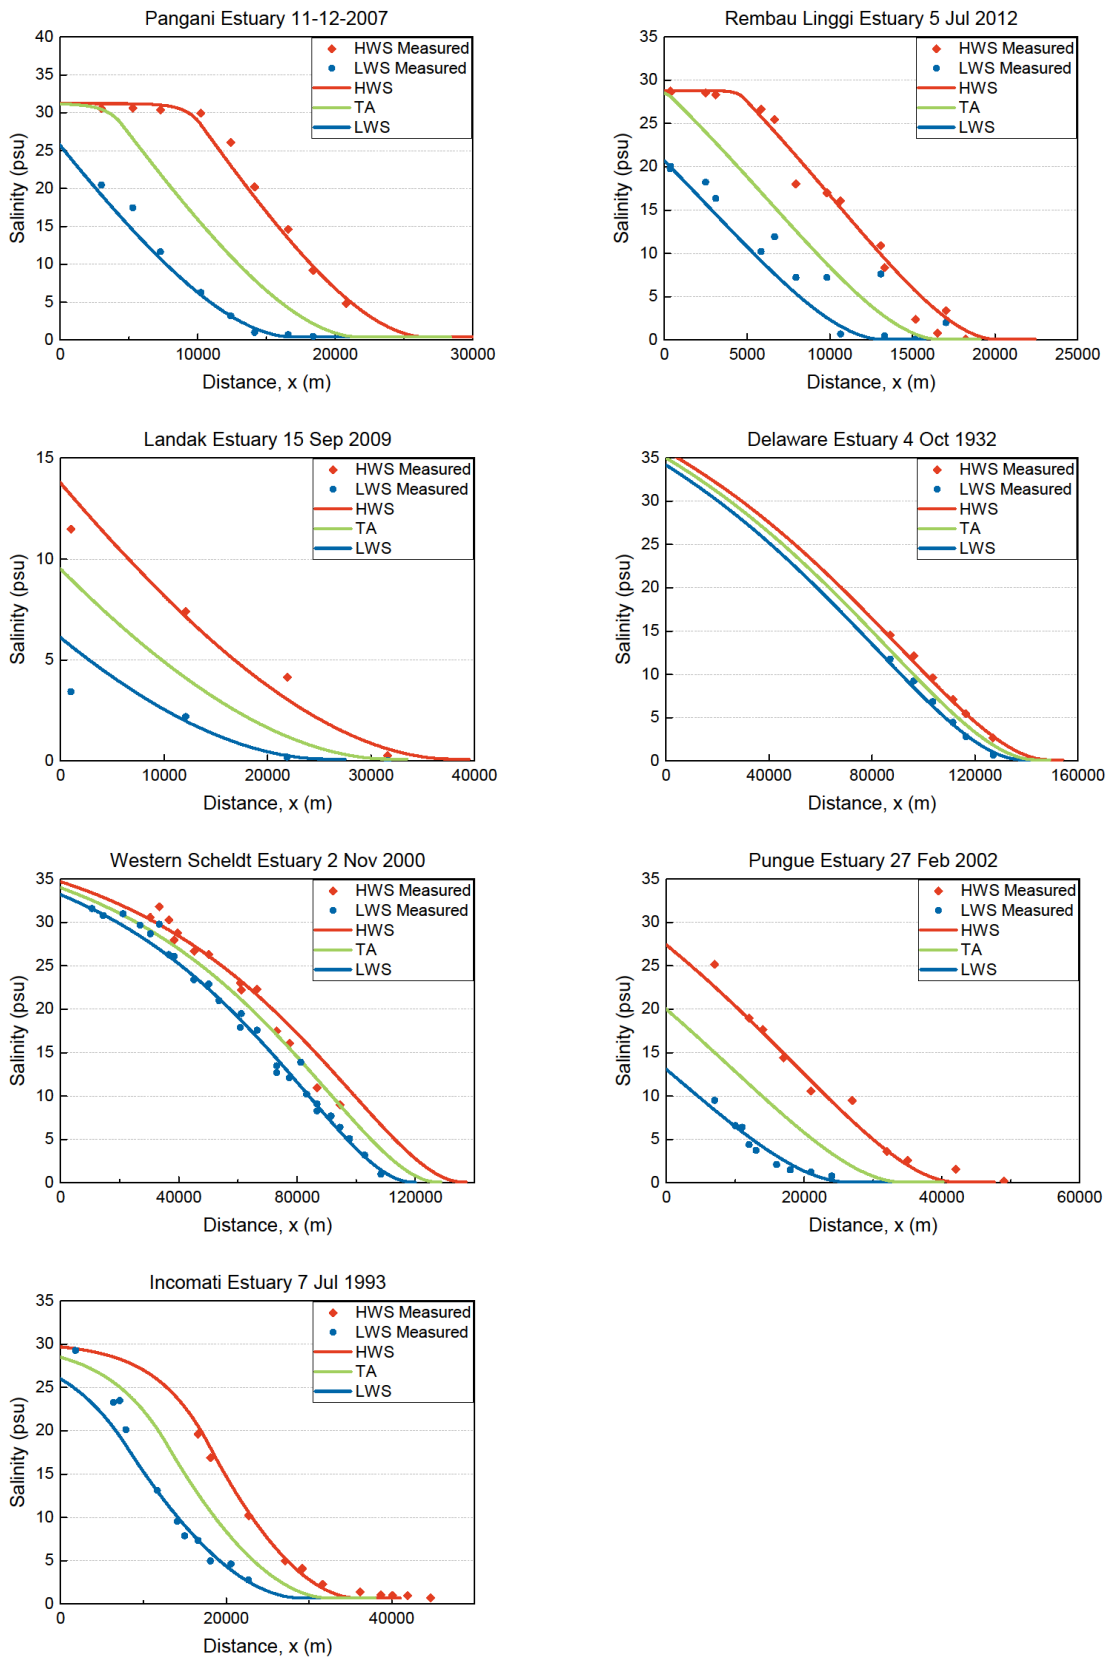 Pangani Estuary 11-12-2007
40
35
30
25
20
15
10
5
0
Salinity (psu)
HWS Measured
LWS Measured
HWS
TA
LWS
0 10000 20000 30000
Distance, x (m)
Rembau Linggi Estuary 5 Jul 2012
35
30
25
20
15
10
5
0
Salinity (psu)
HWS Measured
LWS Measured
HWS
TA
LWS
0 5000 10000 15000 20000 25000
Distance, x (m)
Landak Estuary 15 Sep 2009
15
10
5
0
Salinity (psu)
HWS Measured
LWS Measured
HWS
TA
LWS
0 10000 20000 30000 40000
Distance, x (m)
Delaware Estuary 4 Oct 1932
35
30
25
20
15
10
5
0
Salinity (psu)
HWS Measured
LWS Measured
HWS
TA
LWS
0 40000 80000 120000 160000
Distance, x (m)
Western Scheldt Estuary 2 Nov 2000
35
30
25
20
15
10
5
0
Salinity (psu)
HWS Measured
LWS Measured
HWS
TA
LWS
0 40000 80000 120000
Distance, x (m)
Pungue Estuary 27 Feb 2002
35
30
25
20
15
10
5
0
Salinity (psu)
HWS Measured
LWS Measured
HWS
TA
LWS
0 20000 40000 60000
Distance, x (m)
Incomati Estuary 7 Jul 1993
35
30
25
20
15
10
5
0
Salinity (psu)
HWS Measured
LWS Measured
HWS
TA
LWS
0 20000 40000
Distance, x (m)